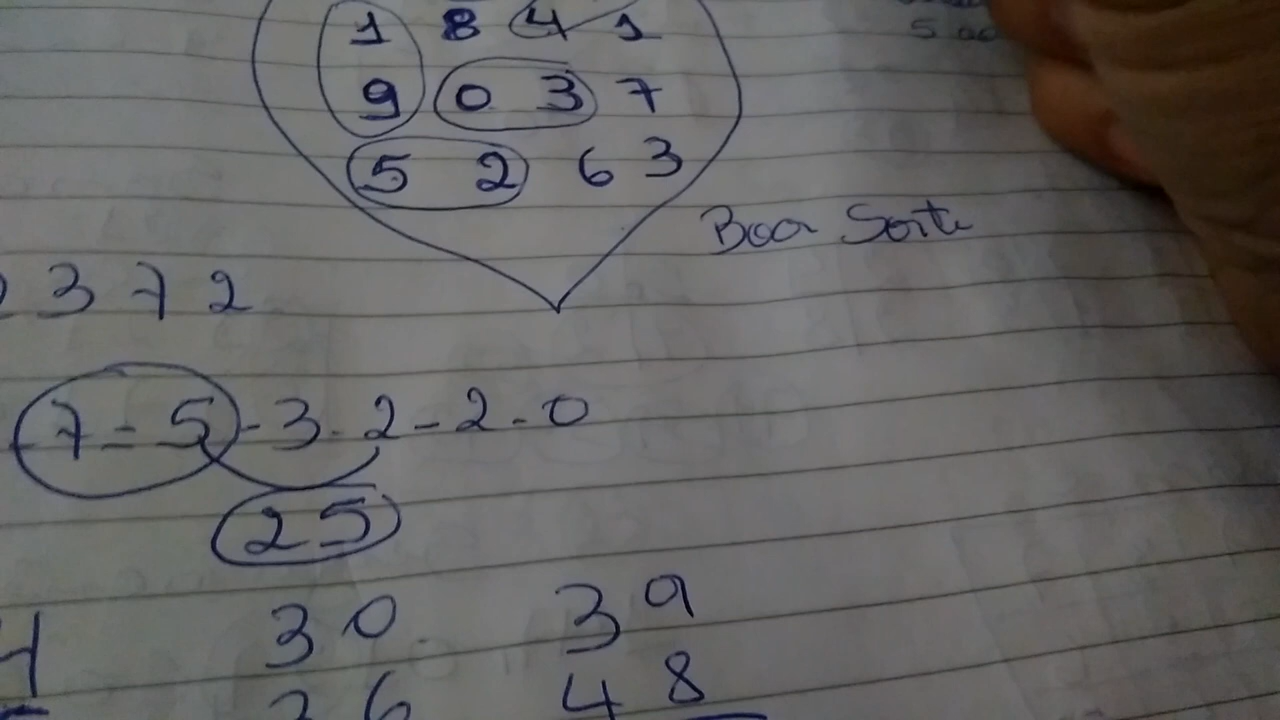 1 8 4 1
9 0 3 7
5 2 6 3
Boa Sorte
3 7 2
7 - 5 - 3 - 2 - 2 - 0
25
30 39
36 48